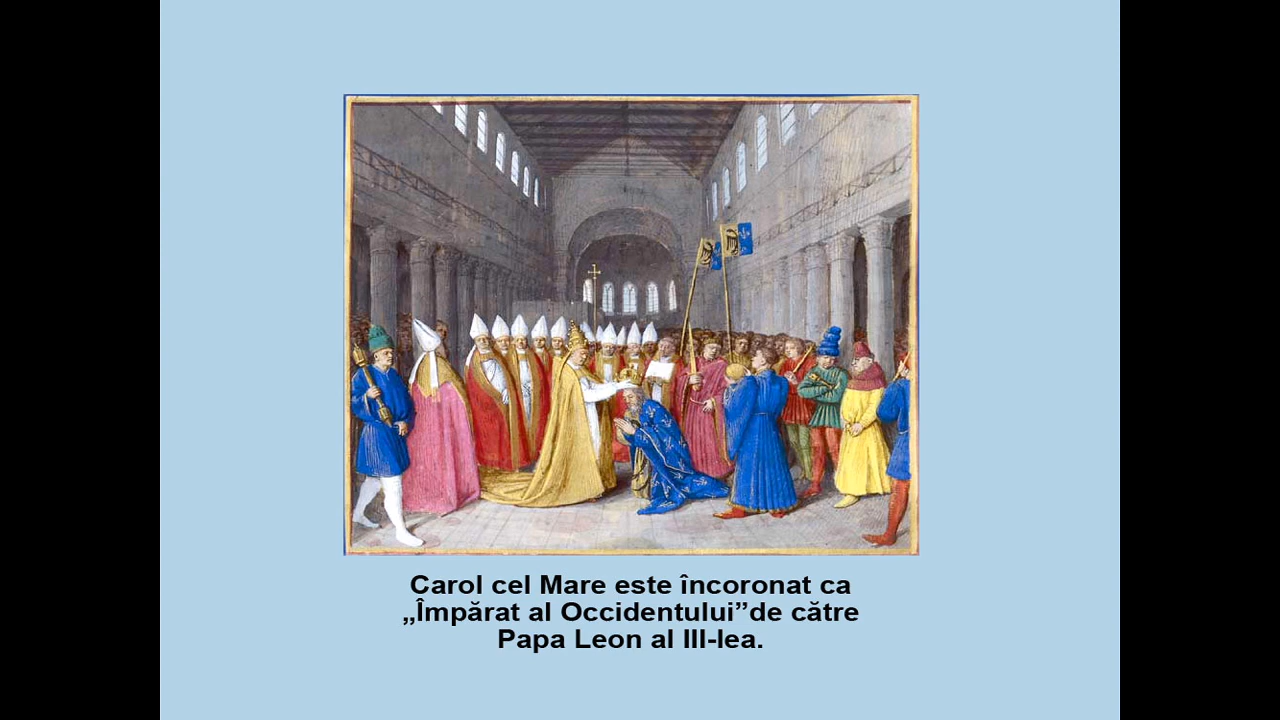 Carol cel Mare este încoronat ca
„Împărat al Occidentului”de către
Papa Leon al III-lea.